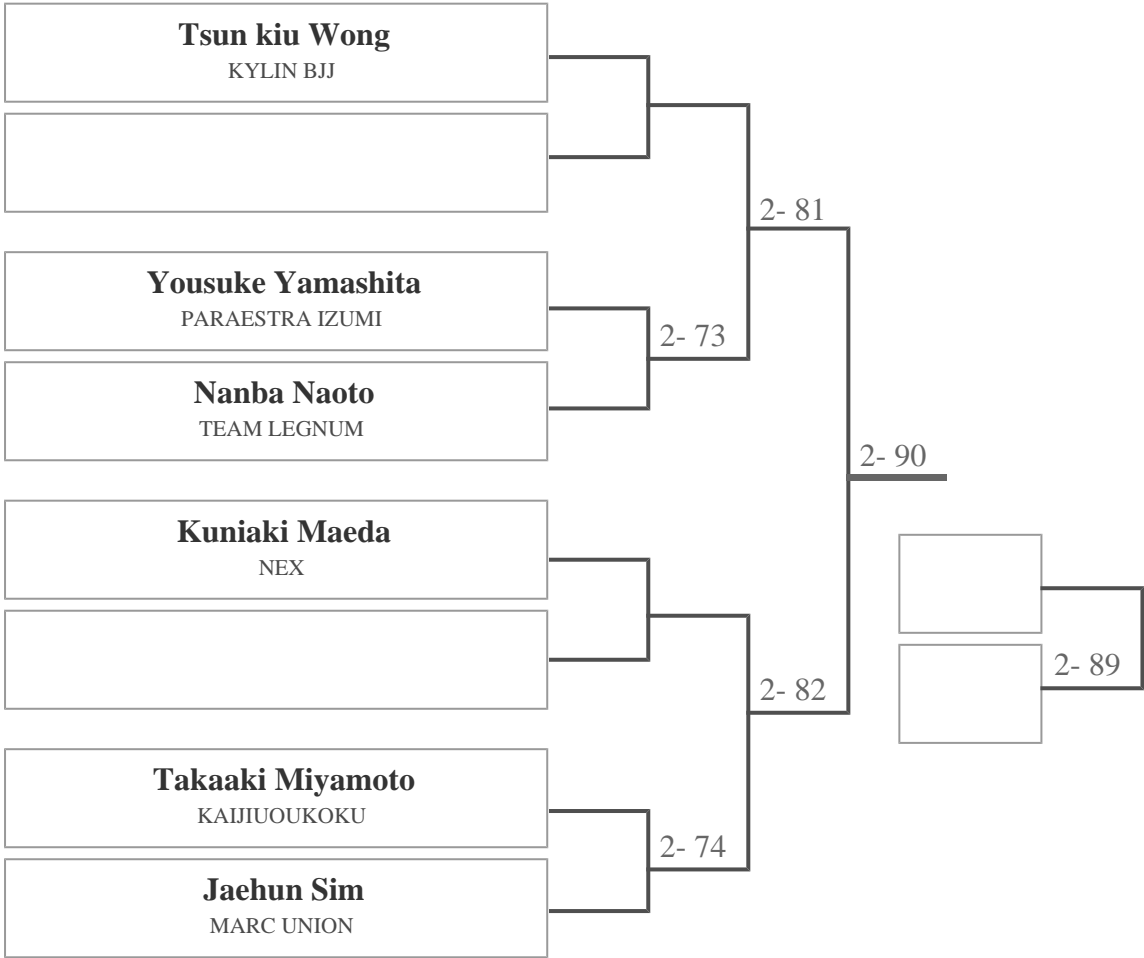 Tsun kiu Wong
KYLIN BJJ
2- 81
Yousuke Yamashita
PARAESTRA IZUMI
2- 73
Nanba Naoto
TEAM LEGNUM
2- 90
Kuniaki Maeda
NEX
2- 89
2- 82
Takaaki Miyamoto
KAIJIUOUKOKU
2- 74
Jaehun Sim
MARC UNION